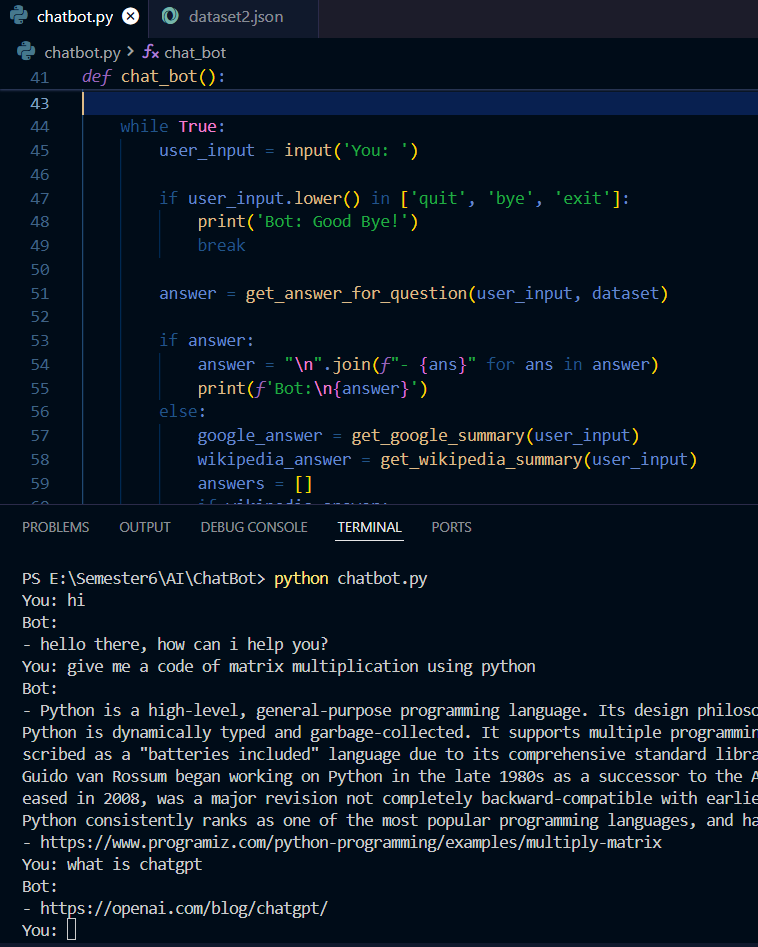 chatbot.py
dataset2.json
chatbot.py > chat_bot
41 def chat_bot():
43
44 while True:
45 user_input = input('You: ')
46
47 if user_input.lower() in ['quit', 'bye', 'exit']:
48 print('Bot: Good Bye!')
49 break
50
51 answer = get_answer_for_question(user_input, dataset)
52
53 if answer:
54 answer = "\n".join(f"- {ans}" for ans in answer)
55 print(f'Bot:\n{answer}')
56 else:
57 google_answer = get_google_summary(user_input)
58 wikipedia_answer = get_wikipedia_summary(user_input)
59 answers = []
PROBLEMS OUTPUT DEBUG CONSOLE TERMINAL PORTS
PS E:\Semester6\AI\ChatBot> python chatbot.py
You: hi
Bot:
- hello there, how can i help you?
You: give me a code of matrix multiplication using python
Bot:
- Python is a high-level, general-purpose programming language. Its design philoso
Python is dynamically typed and garbage-collected. It supports multiple programmin
scribed as a "batteries included" language due to its comprehensive standard libra
Guido van Rossum began working on Python in the late 1980s as a successor to the A
eased in 2008, was a major revision not completely backward-compatible with earlie
Python consistently ranks as one of the most popular programming languages, and ha
- https://www.programiz.com/python-programming/examples/multiply-matrix
You: what is chatgpt
Bot:
- https://openai.com/blog/chatgpt/
You: